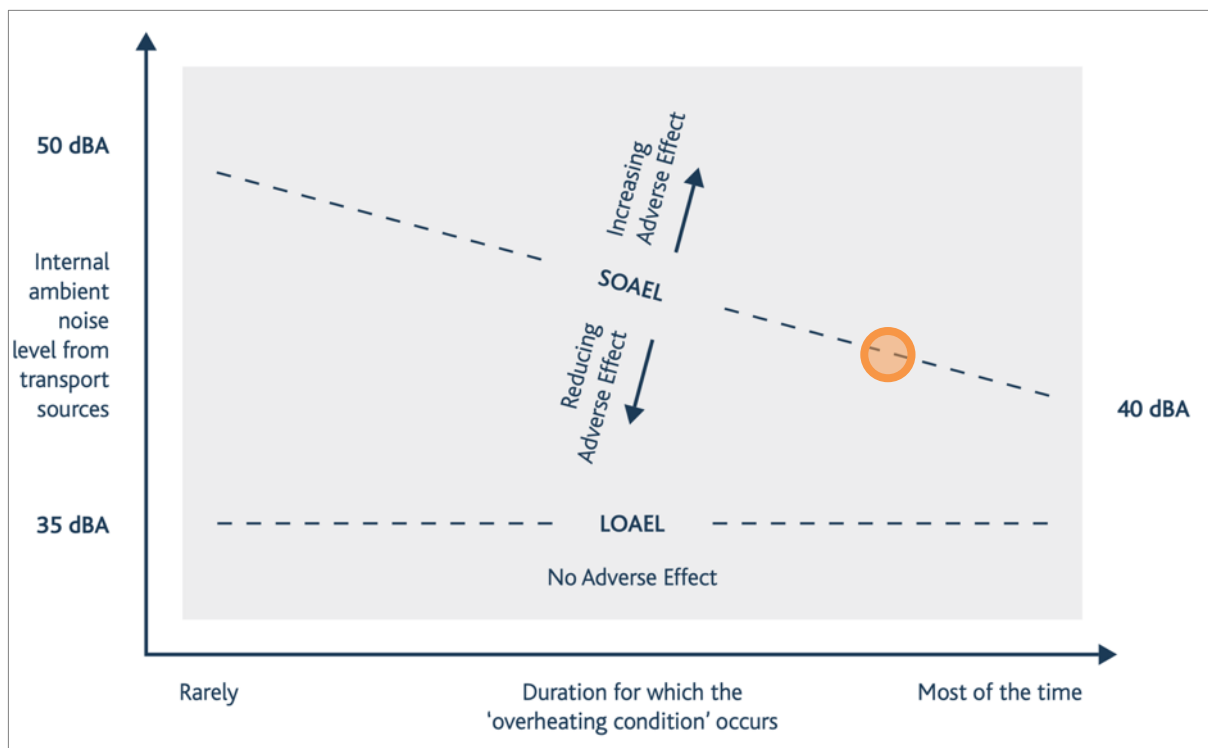 50 dBA
Internal
ambient
noise
level from
transport
sources
35 dBA
Increasing
Adverse Effect
SOAEL
Reducing
Adverse Effect
40 dBA
LOAEL
No Adverse Effect
Rarely
Duration for which the
‘overheating condition’ occurs
Most of the time